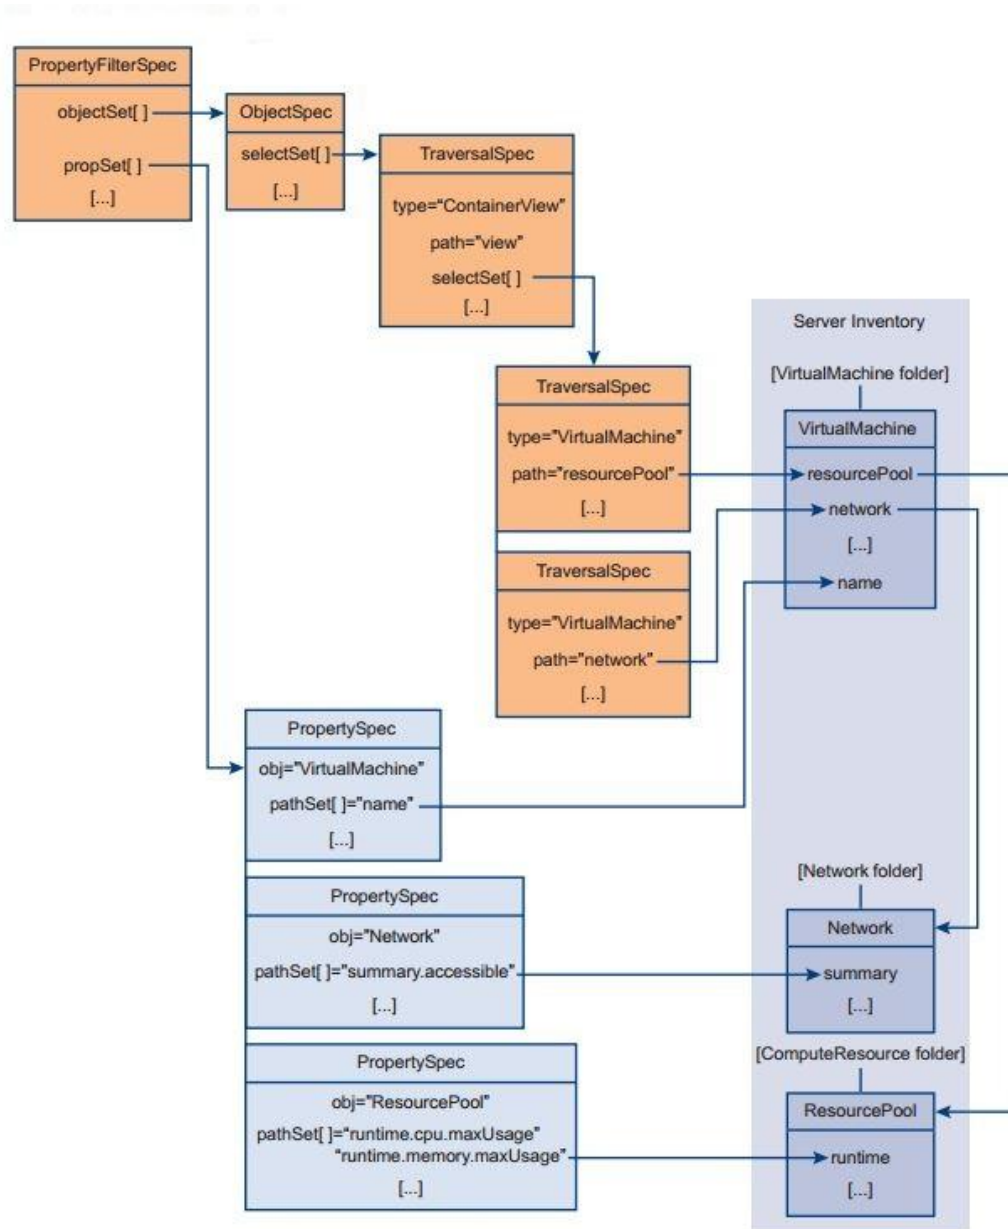 PropertyFilterSpec
objectSet[ ]
propSet[ ]
[...]
ObjectSpec
selectSet[ ]
[...]
TraversalSpec
type=“ContainerView”
path=”view”
selectSet[ ]
[...]
TraversalSpec
type=”VirtualMachine”
path=”resourcePool”
[...]
TraversalSpec
type=”VirtualMachine”
path=”network”
[...]
Server Inventory
[VirtualMachine folder]
VirtualMachine
resourcePool
network
[...]
name
PropertySpec
obj=”VirtualMachine”
pathSet[ ]=”name”
[...]
PropertySpec
obj=”Network”
pathSet[ ]=”summary.accessible”
[...]
[Network folder]
Network
summary
[...]
PropertySpec
obj=”ResourcePool”
pathSet[ ]=“runtime.cpu.maxUsage”
“runtime.memory.maxUsage”
[...]
[ComputeResource folder]
ResourcePool
runtime
[...]